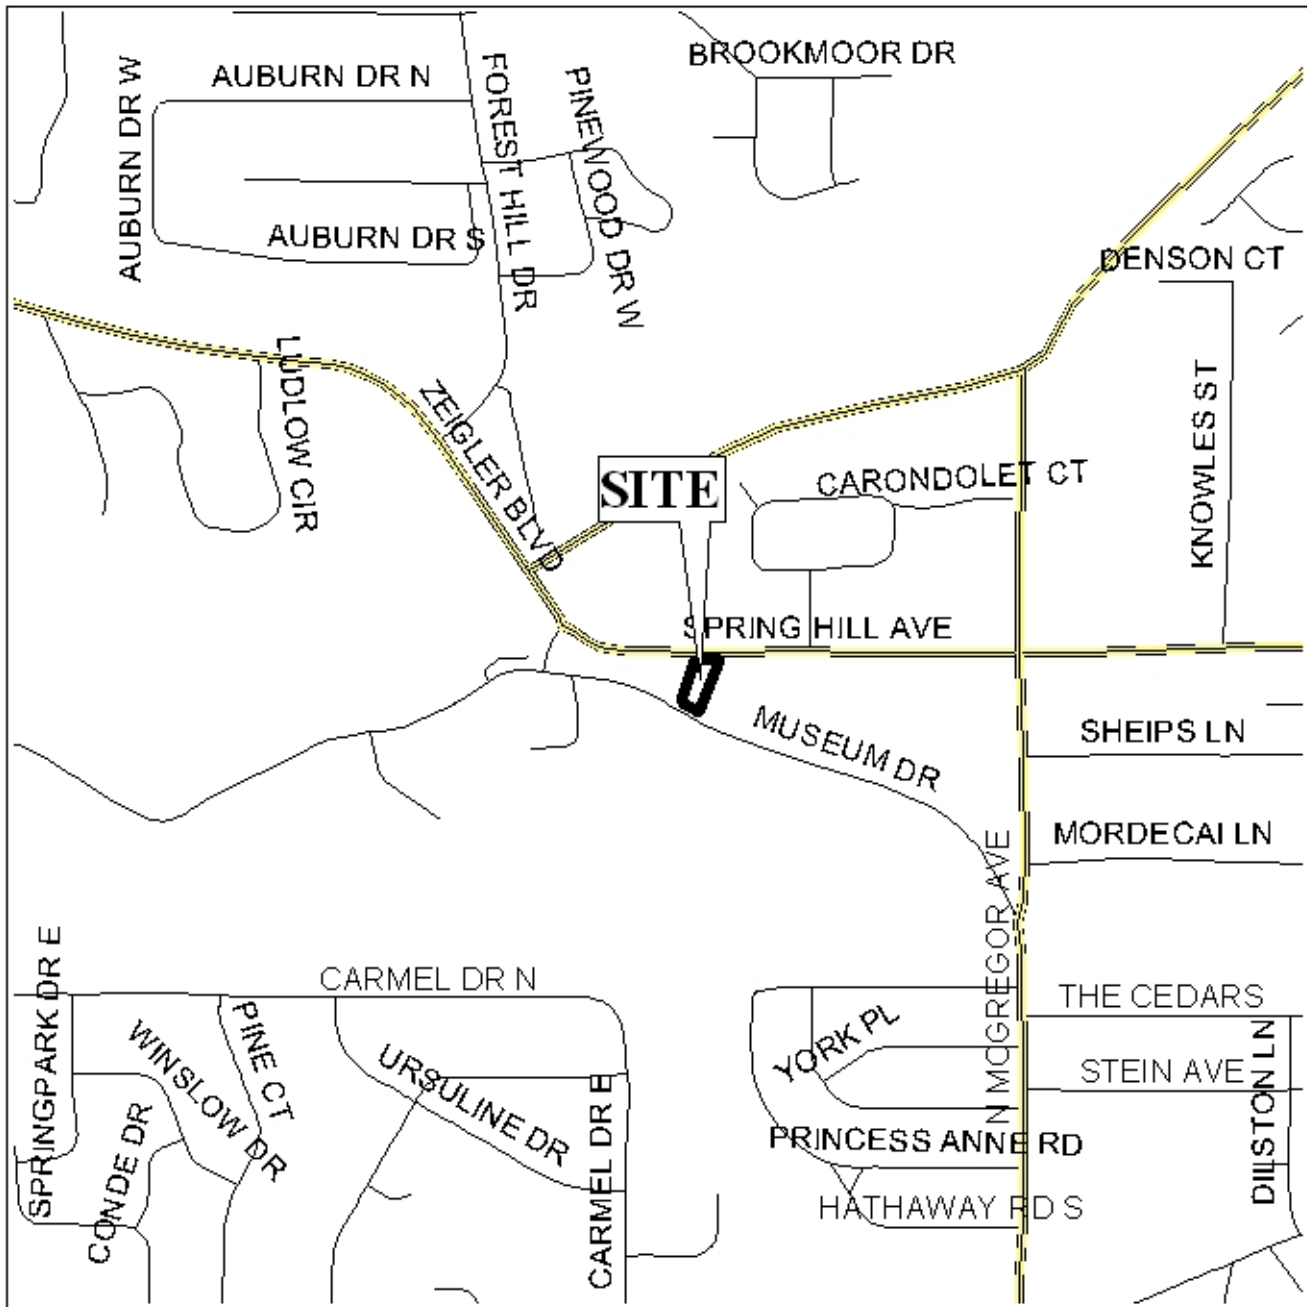 BROOKMOOR DR
AUBURN DR N
AUBURN DR W
FOREST HILL DR
PINEWOOD DR W
AUBURN DR S
DENSON CT
LUDLOW CIR
ZEIGLER BLVD
KNOWLES ST
SITE
CARONDOLET CT
SPRING HILL AVE
MUSEUM DR
SHEIPS LN
MORDECAI LN
N MCGREGOR AVE
SPRINGPARK DR E
CARMEL DR N
THE CEDARS
WINSLOW DR
PINE CT
URSULINE DR
YORK PL
STEIN AVE
DILSTON LN
CONDE DR
CARMEL DR E
PRINCESS ANNE RD
HATHAWAY RD S